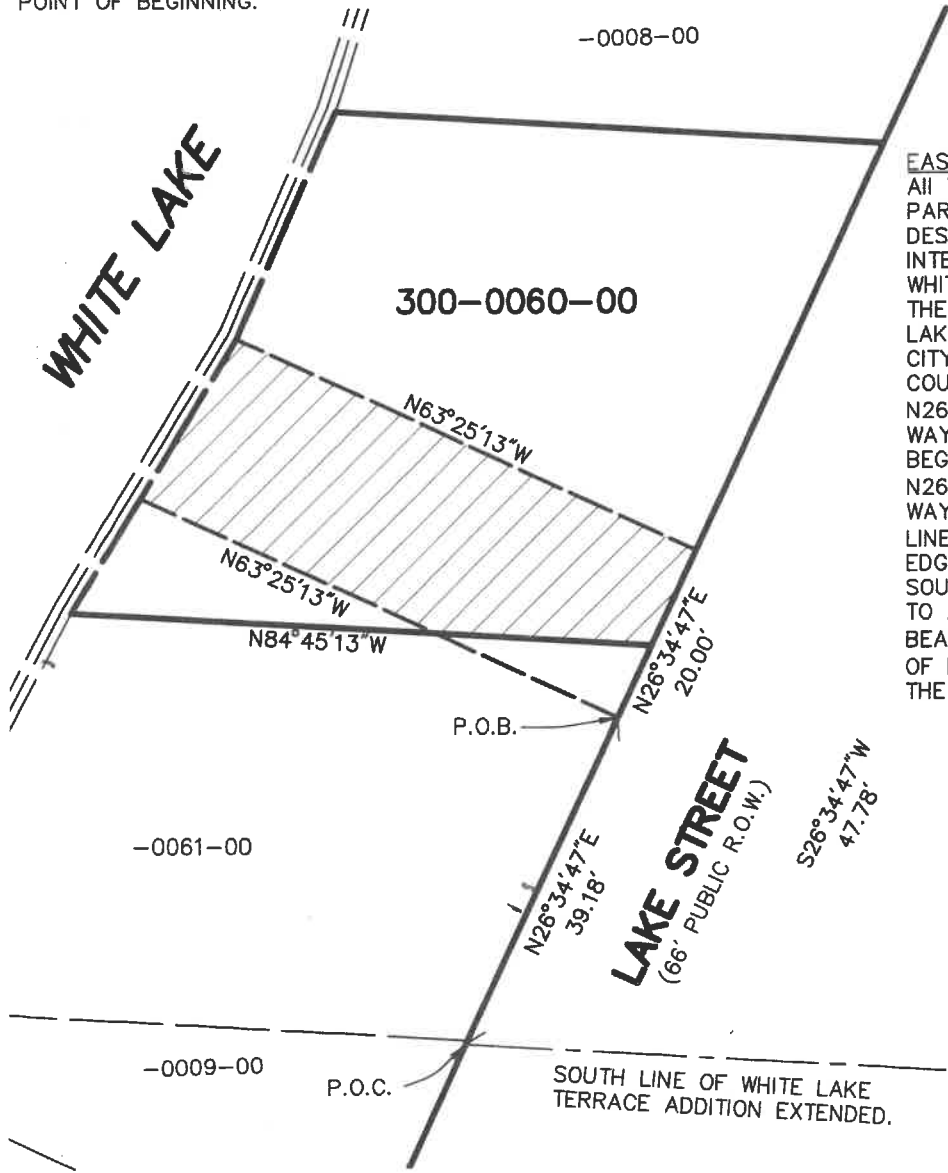 POINT OF BEGINNING.
-0008-00
WHITE LAKE
EAS
All
PAR
DES
INTE
WHIT
THE
LAK
CITY
COU
N26
WAY
BEG
N26
WAY
LINE
EDG
SOU
TO
BEA
OF
THE
300-0060-00
N63°25'13"W
N63°25'13"W
N84°45'13"W
N26°34'47"E
20.00'
P.O.B.
LAKE STREET
(66' PUBLIC R.O.W.)
S26°34'47"W
47.78'
-0061-00
N26°34'47"E
39.18'
-0009-00
P.O.C.
SOUTH LINE OF WHITE LAKE
TERRACE ADDITION EXTENDED.